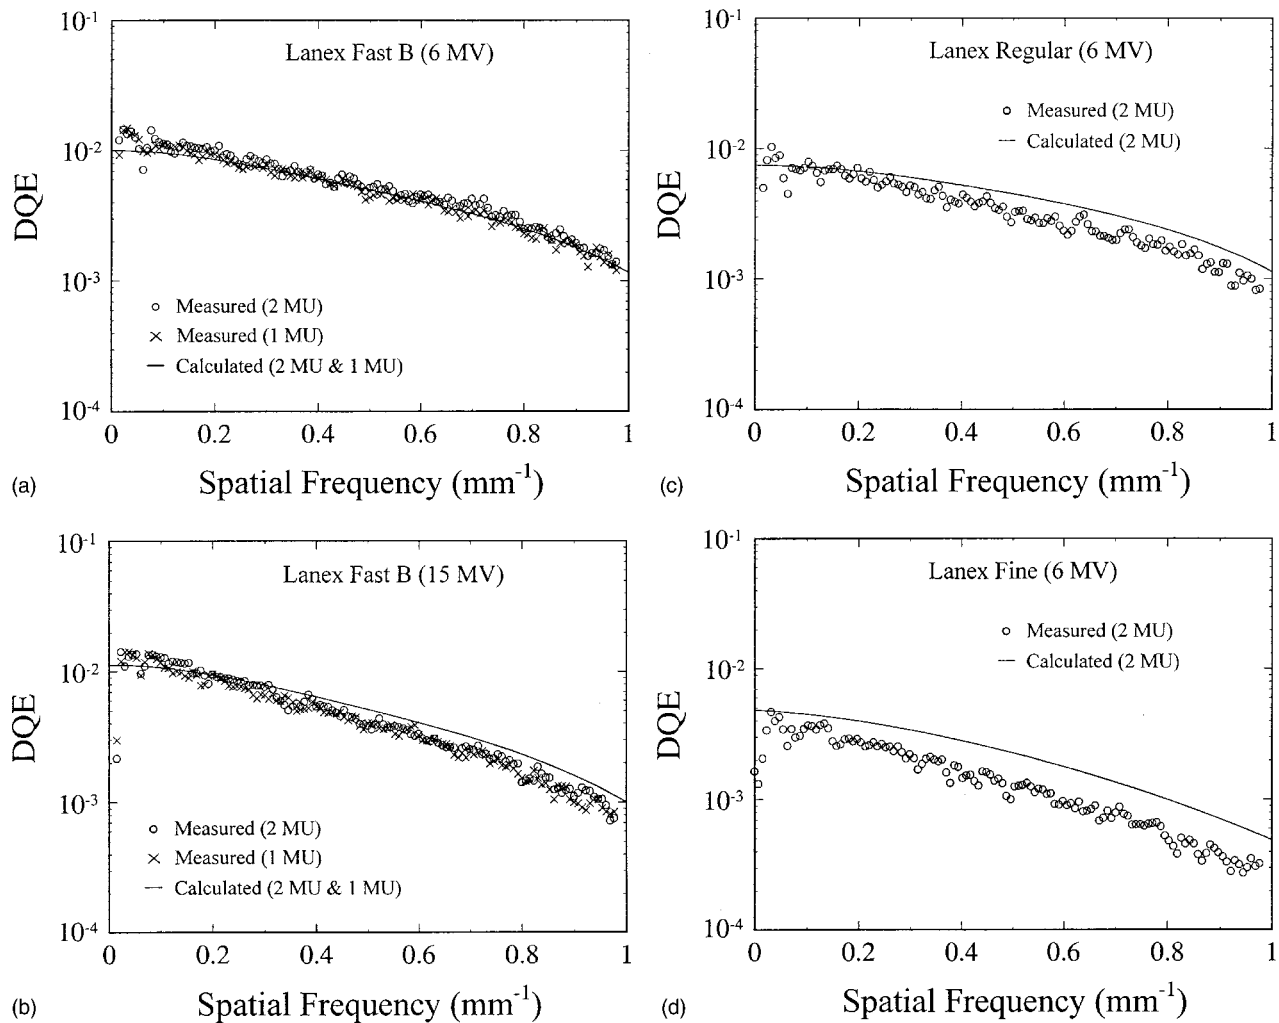 Lanex Fast B (6 MV)
10⁻¹
10⁻²
10⁻³
10⁻⁴
DQE
Measured (2 MU)
Measured (1 MU)
Calculated (2 MU & 1 MU)
0 0.2 0.4 0.6 0.8 1
(a) Spatial Frequency (mm⁻¹)
Lanex Fast B (15 MV)
10⁻¹
10⁻²
10⁻³
10⁻⁴
DQE
Measured (2 MU)
Measured (1 MU)
Calculated (2 MU & 1 MU)
0 0.2 0.4 0.6 0.8 1
(b) Spatial Frequency (mm⁻¹)
Lanex Regular (6 MV)
10⁻¹
10⁻²
10⁻³
10⁻⁴
DQE
Measured (2 MU)
Calculated (2 MU)
0 0.2 0.4 0.6 0.8 1
(c) Spatial Frequency (mm⁻¹)
Lanex Fine (6 MV)
10⁻¹
10⁻²
10⁻³
10⁻⁴
DQE
Measured (2 MU)
Calculated (2 MU)
0 0.2 0.4 0.6 0.8 1
(d) Spatial Frequency (mm⁻¹)